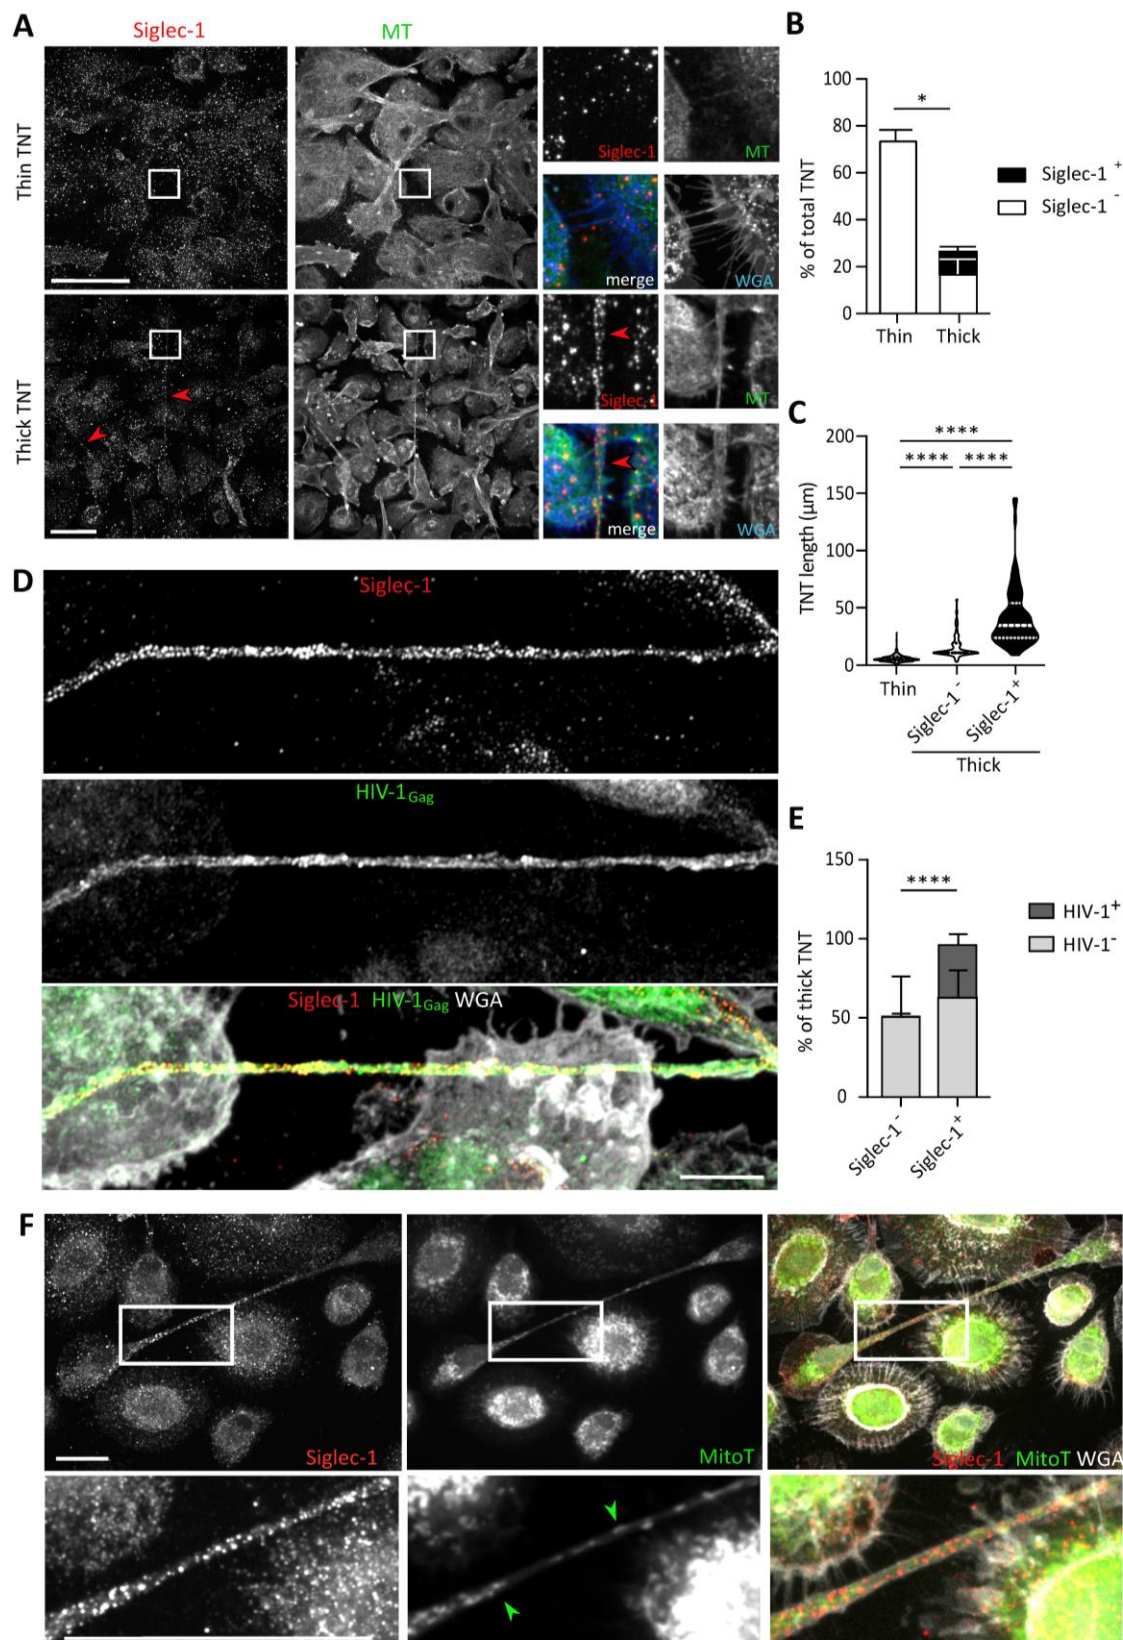 A
Siglec-1
MT
Thin TNT
Siglec-1
MT
merge
WGA
Thick TNT
Siglec-1
MT
merge
WGA
B
% of total TNT
100
80
60
40
20
0
*
Thin
Thick
Siglec-1 +
Siglec-1 -
C
TNT length (µm)
200
150
100
50
0
****
**** ****
Thin
Siglec-1 -
Siglec-1+
Thick
D
Siglec-1
HIV-1Gag
Siglec-1 HIV-1Gag WGA
E
% of thick TNT
150
100
50
0
****
Siglec-1 -
Siglec-1 +
HIV-1+
HIV-1-
F
Siglec-1
MitoT
Siglec-1 MitoT WGA